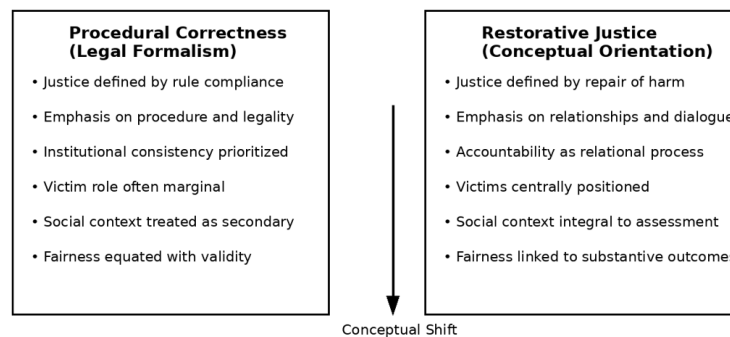 Procedural Correctness
(Legal Formalism)
• Justice defined by rule compliance
• Emphasis on procedure and legality
• Institutional consistency prioritized
• Victim role often marginal
• Social context treated as secondary
• Fairness equated with validity
Restorative Justice
(Conceptual Orientation)
• Justice defined by repair of harm
• Emphasis on relationships and dialogue
• Accountability as relational process
• Victims centrally positioned
• Social context integral to assessment
• Fairness linked to substantive outcomes
Conceptual Shift